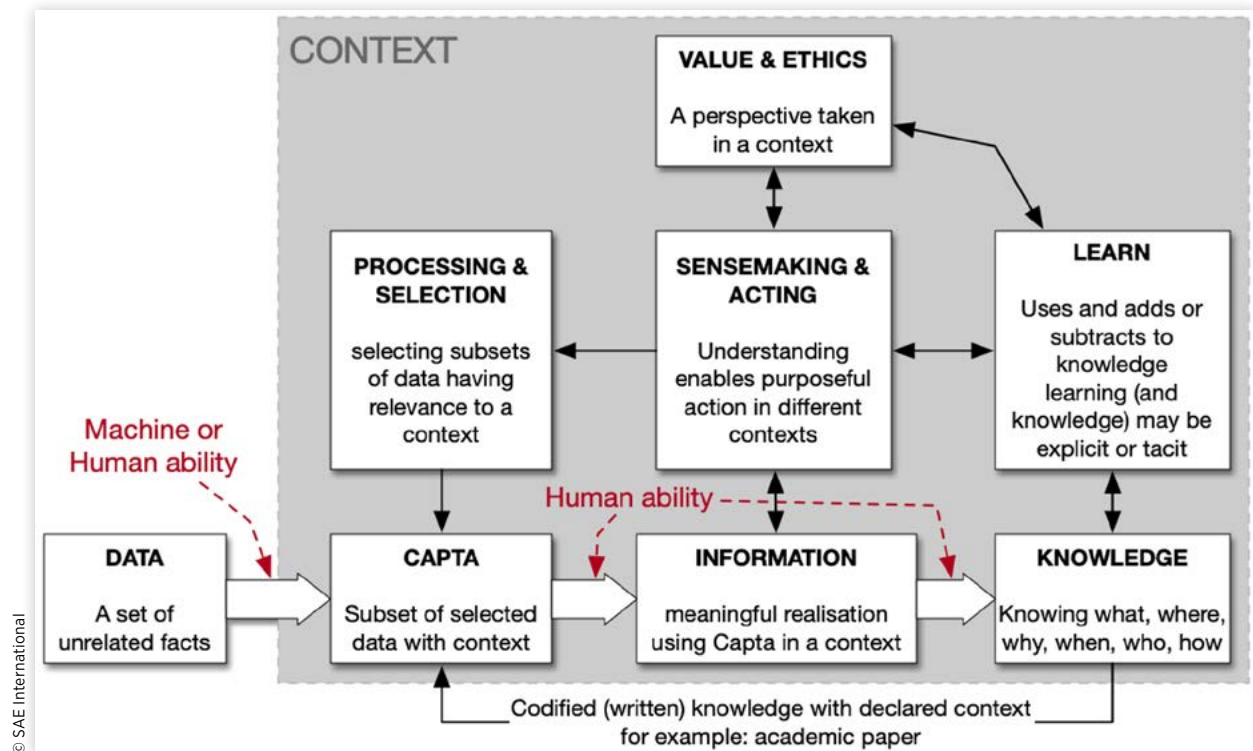 CONTEXT
VALUE & ETHICS
A perspective taken
in a context
PROCESSING &
SELECTION
selecting subsets
of data having
relevance to a
context
SENSEMAKING &
ACTING
Understanding
enables purposeful
action in different
contexts
LEARN
Uses and adds or
subtracts to
knowledge
learning (and
knowledge) may be
explicit or tacit
Machine or
Human ability
Human ability
DATA
A set of
unrelated facts
CAPTA
Subset of selected
data with context
INFORMATION
meaningful realisation
using Capta in a context
KNOWLEDGE
Knowing what, where,
why, when, who, how
Codified (written) knowledge with declared context
for example: academic paper
© SAE International